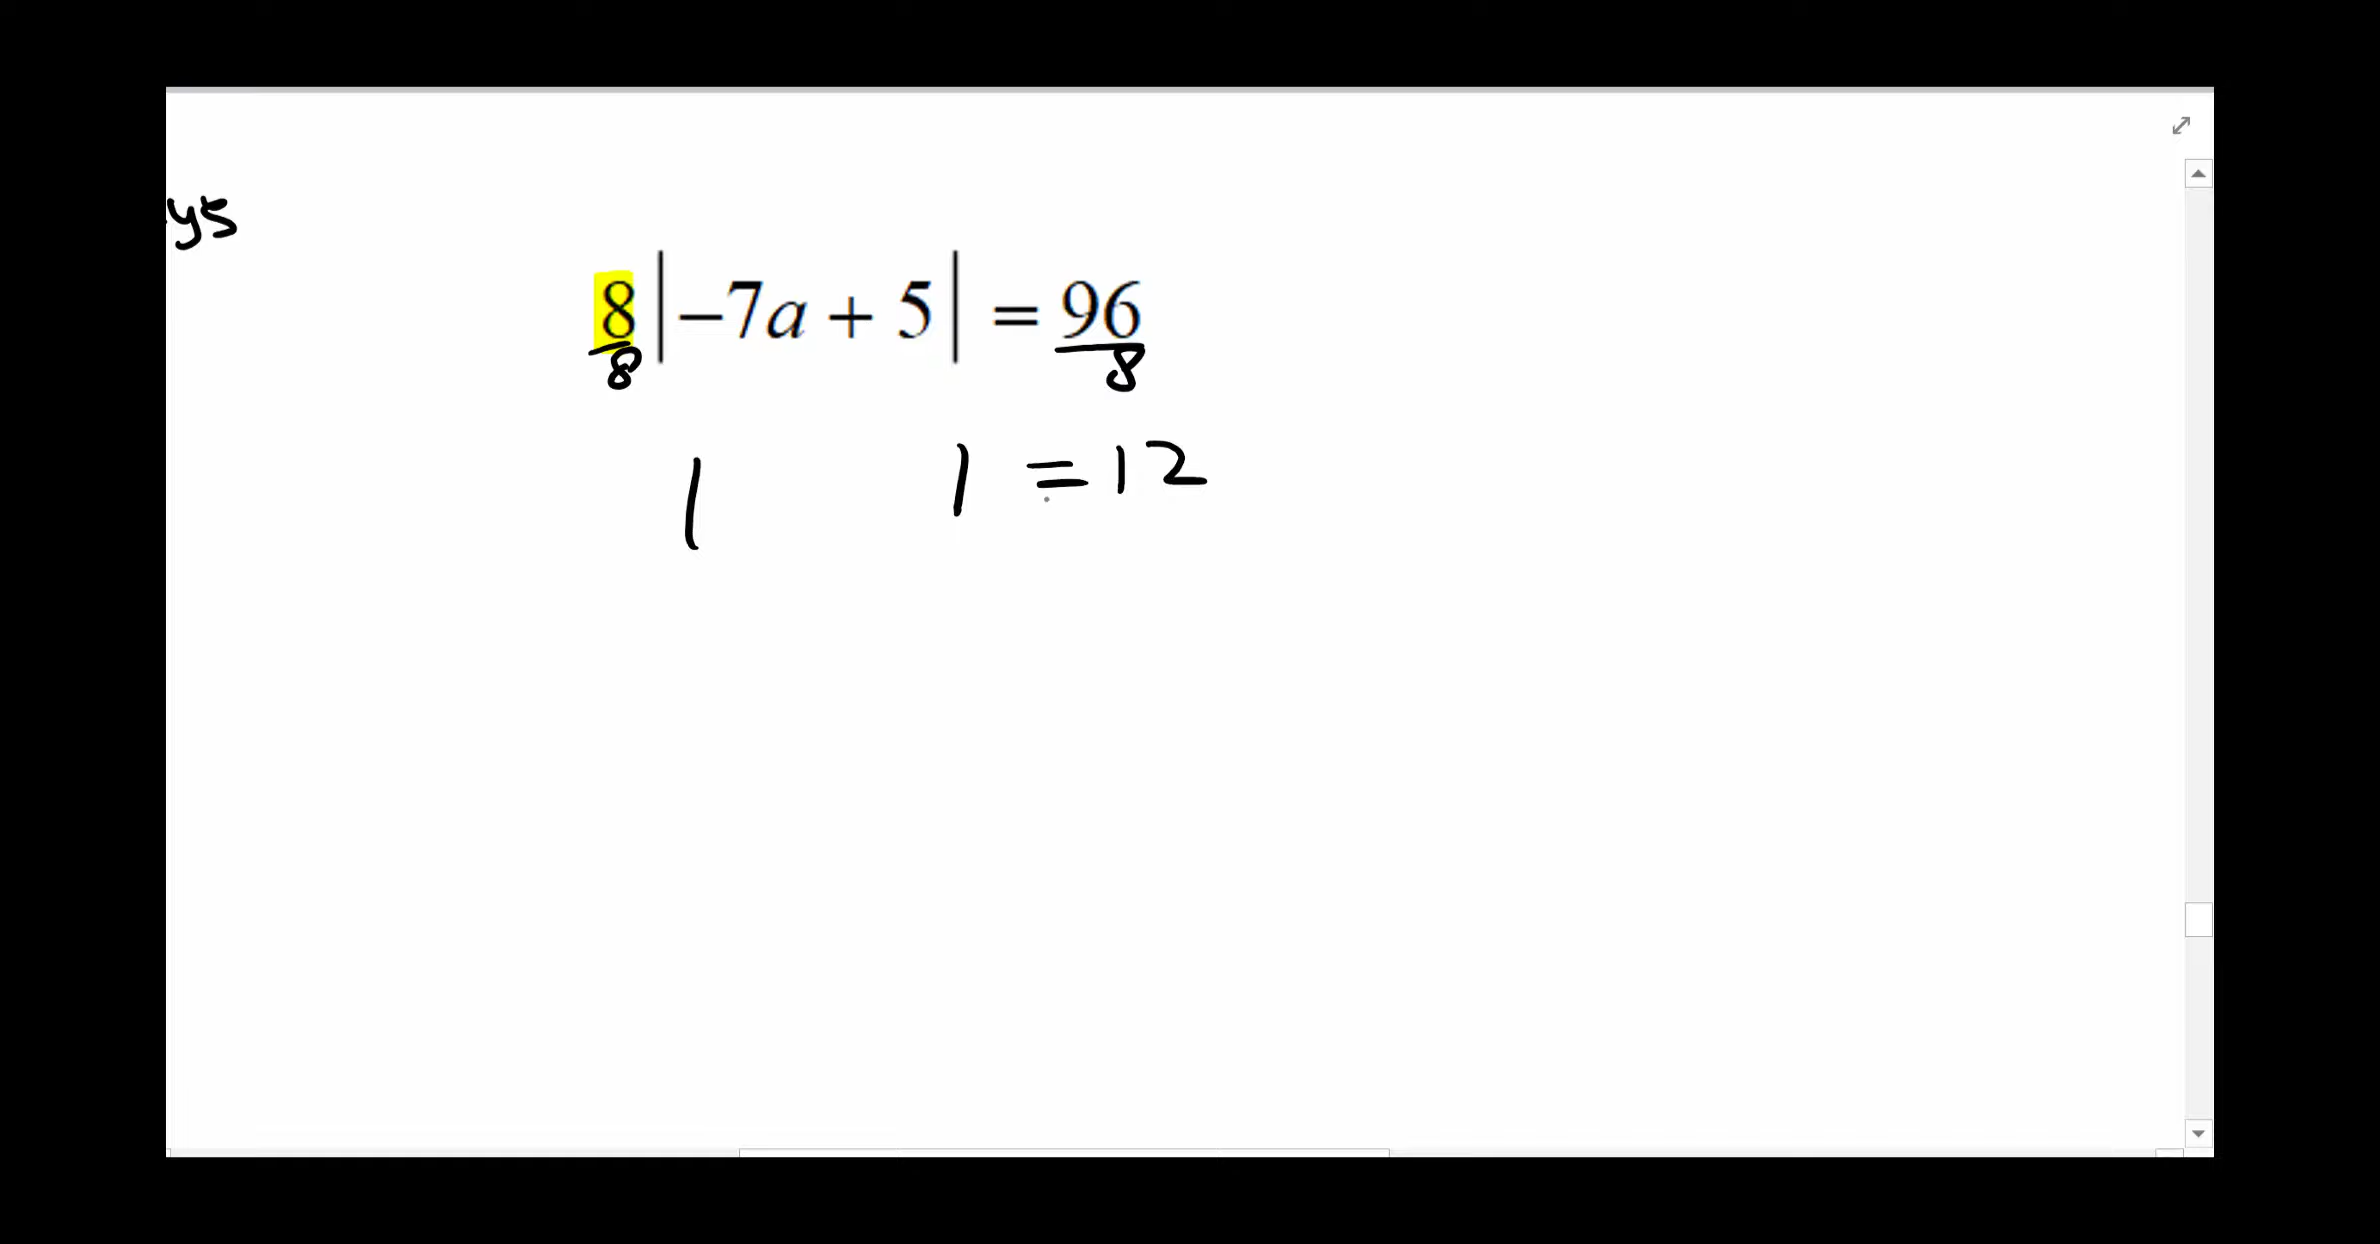 ys
8|−7a + 5| = 96
8 8
| | = 12